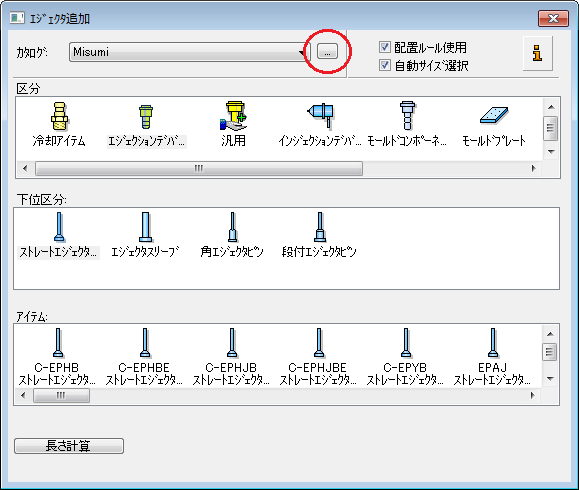 ｴｼﾞｪｸﾀ追加
ｶﾀﾛｸﾞ:
Misumi
...
配置ルール使用
自動サイズ選択
i
区分
冷却アイテム
エジェクションデバ...
汎用
インジェクションデバ...
モールドコンポーネ...
モールドプレート
下位区分:
ストレートエジェクタ...
エジェクタスリーブ
角エジェクタピン
段付エジェクタピン
アイテム:
C-EPHB
ストレートエジェクタ...
C-EPHBE
ストレートエジェクタ...
C-EPHJB
ストレートエジェクタ...
C-EPHJBE
ストレートエジェクタ...
C-EPYB
ストレートエジェクタ...
EPAJ
ストレートエジェクタ...
長さ計算